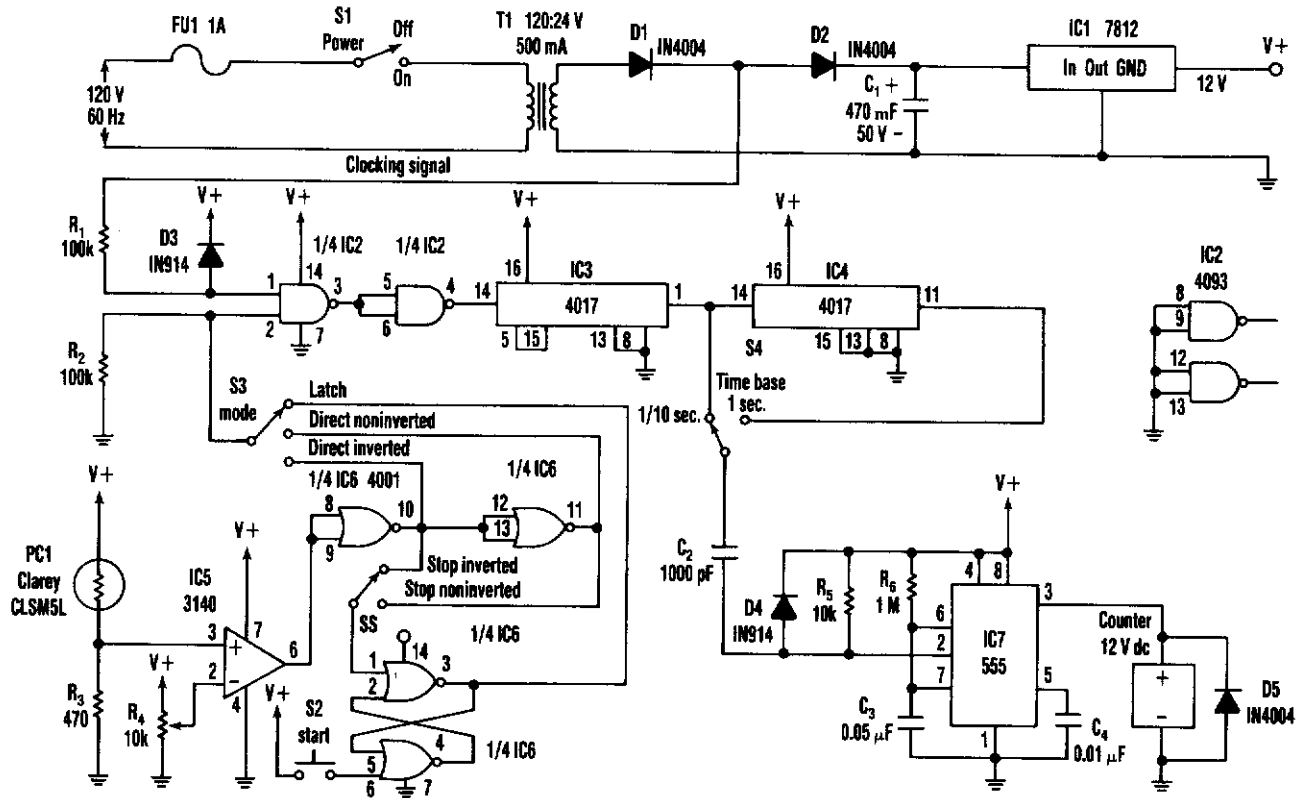 FU1 1A
S1
Power
Off
On
T1 120:24 V
500 mA
D1
IN4004
D2
IN4004
IC1 7812
In Out GND
V+
12 V
120 V
60 Hz
C1 +
470 mF
50 V –
Clocking signal
R1
100k
V+
D3
IN914
V+
1/4 IC2
1/4 IC2
1
2
14
3
7
5
6
4
V+
16
IC3
14
4017
1
5
15
13
8
V+
16
IC4
14
4017
11
15
13
8
IC2
4093
8
9
12
13
R2
100k
S3
mode
Latch
Direct noninverted
Direct inverted
S4
Time base
1/10 sec.
1 sec.
1/4 IC6 4001
1/4 IC6
8
9
10
12
13
11
V+
PC1
Clarey
CLSM5L
V+
IC5
3140
3
+
2
–
7
6
4
Stop inverted
Stop noninverted
SS
1/4 IC6
14
1
2
3
R3
470
V+
R4
10k
V+
S2
start
4
5
6
7
1/4 IC6
C2
1000 pF
D4
IN914
R5
10k
R6
1 M
V+
4
8
3
6
2
7
IC7
555
5
1
C3
0.05 μF
C4
0.01 μF
Counter
12 V dc
+
–
D5
IN4004